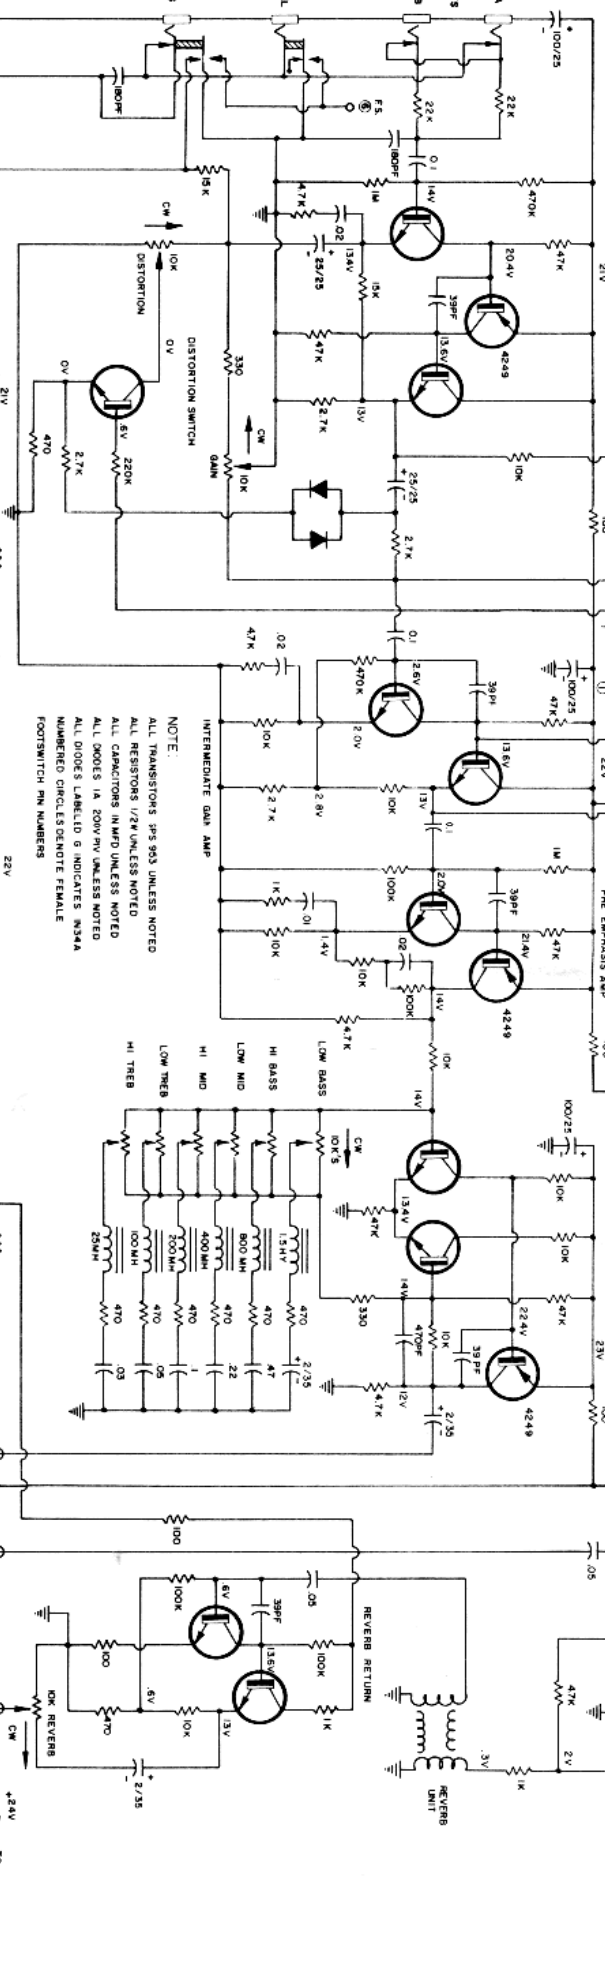 100/25
22K
22K
180PF
F.S.
6
180PF
0.1
15K
4.7K
.02
1M
14V
470K
21V
CW
10K
DISTORTION
25/25
13.4V
15K
20.4V
47K
39PF
4249
0V
DISTORTION SWITCH
330
47K
13.6V
0V
.6V
CW
2.7K
13V
21V
470
2.7K
220K
GAIN
10K
25/25
10K
2.7K
0.1
4.7K
.02
470K
2.6V
39PF
47K
100/25
1
2.0V
10K
13.6V
22V
2.7K
2.8V
10K
13V
0.1
INTERMEDIATE GAIN AMP
NOTE:
ALL TRANSISTORS SPS 953 UNLESS NOTED
ALL RESISTORS 1/2W UNLESS NOTED
ALL CAPACITORS IN MFD UNLESS NOTED
ALL DIODES 1A 200V PIV UNLESS NOTED
ALL DIODES LABELED G INDICATES IN34A
NUMBERED CIRCLES DENOTE FEMALE
FOOTSWITCH PIN NUMBERS
22V
1M
100K
2.0V
39PF
1K
.01
10K
1.4V
47K
21.4V
PRE EMPHASIS AMP
10K
.02
100K
14V
4249
4.7K
10K
HI TREB
LOW TREB
HI MID
LOW MID
HI BASS
LOW BASS
10K'S
CW
14V
100/25
10K
47K
13.4V
10K
25MH
100MH
200MH
400MH
800MH
1.5HY
330
14V
47K
470
470
470
470
470
470
470PF
10K
22.4V
39PF
23V
.03
.05
.1
.22
.47
2/35
4.7K
12V
4249
2/35
100
.05
100K
.6V
39PF
.05
REVERB RETURN
100
13.6V
100K
470
.6V
10K
13V
1K
10K REVERB
CW
2/35
+24V
4.7K
2V
.3V
1K
REVERB
UNIT